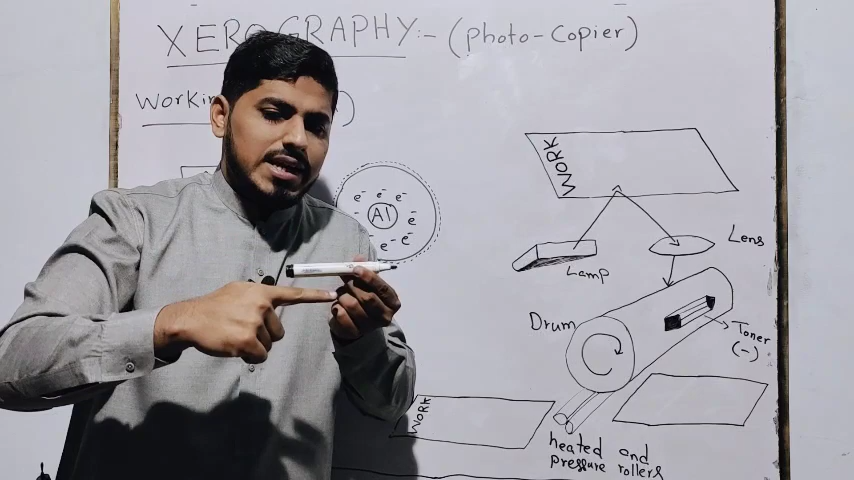 XEROGRAPHY:- (Photo-Copier)
WORK
e⁻ e⁻ e⁻
Al
e⁻
e⁻ e⁻
Lens
Lamp
Drum
Toner
(-)
WORK
heated and
pressure rollers